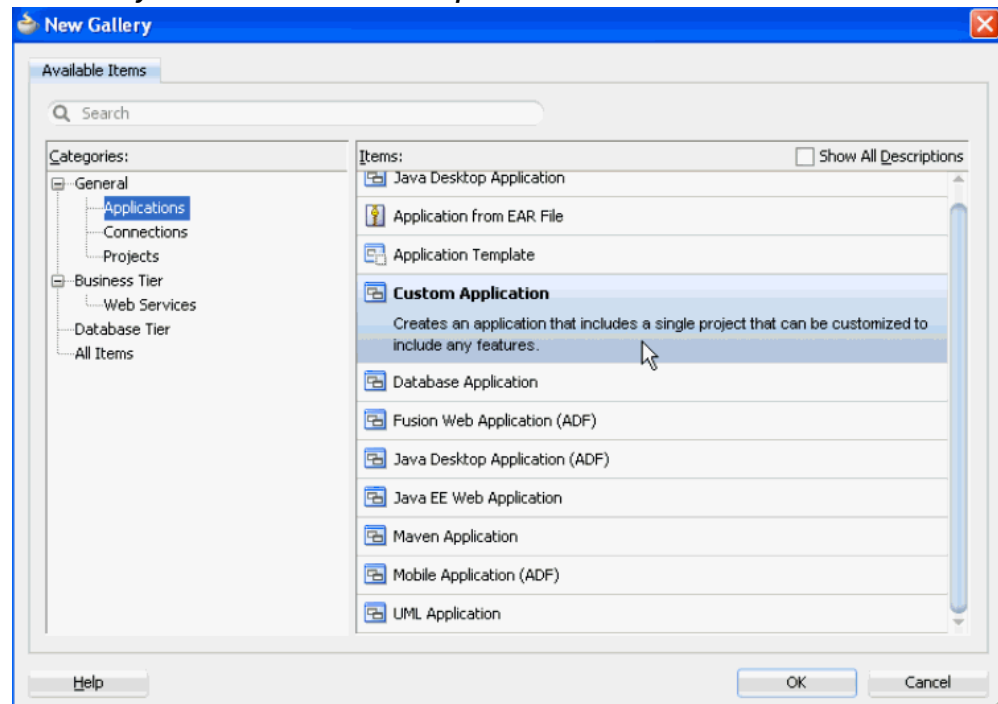 New Gallery
Available Items
Search
Categories:
General
Applications
Connections
Projects
Business Tier
Web Services
Database Tier
All Items
Items:
Show All Descriptions
Java Desktop Application
Application from EAR File
Application Template
Custom Application
Creates an application that includes a single project that can be customized to
include any features.
Database Application
Fusion Web Application (ADF)
Java Desktop Application (ADF)
Java EE Web Application
Maven Application
Mobile Application (ADF)
UML Application
Help
OK
Cancel